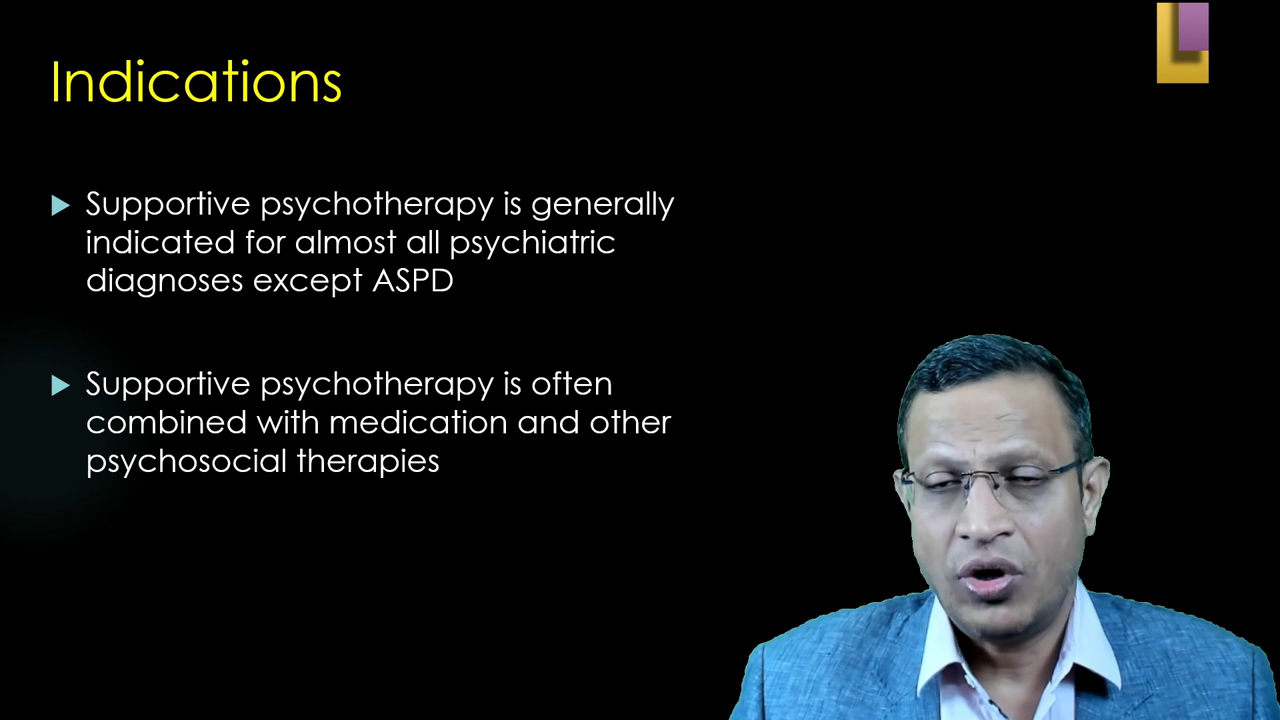 Indications
Supportive psychotherapy is generally
indicated for almost all psychiatric
diagnoses except ASPD
Supportive psychotherapy is often
combined with medication and other
psychosocial therapies